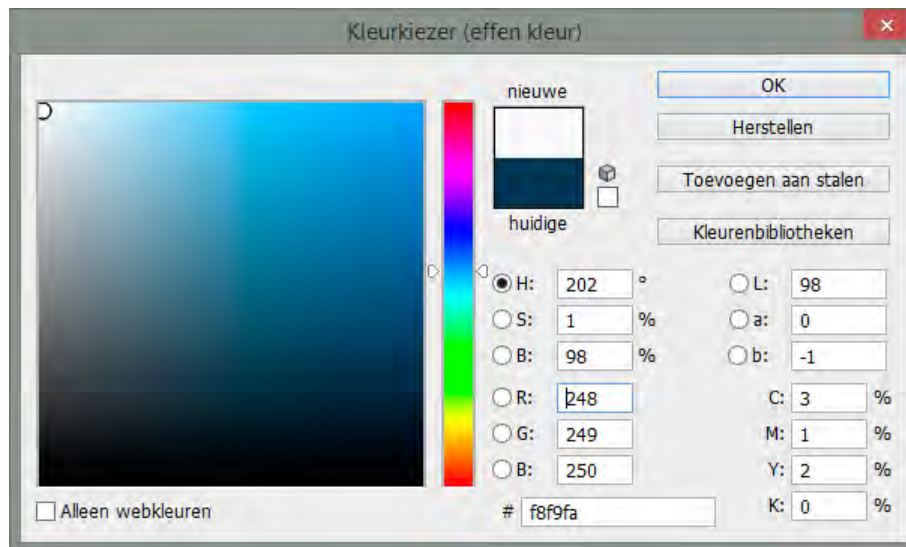 Kleurkiezer (effen kleur)
nieuwe
huidige
OK
Herstellen
Toevoegen aan stalen
Kleurenbibliotheken
H: 202 °
S: 1 %
B: 98 %
R: 248
G: 249
B: 250
# f8f9fa
L: 98
a: 0
b: -1
C: 3 %
M: 1 %
Y: 2 %
K: 0 %
Alleen webkleuren